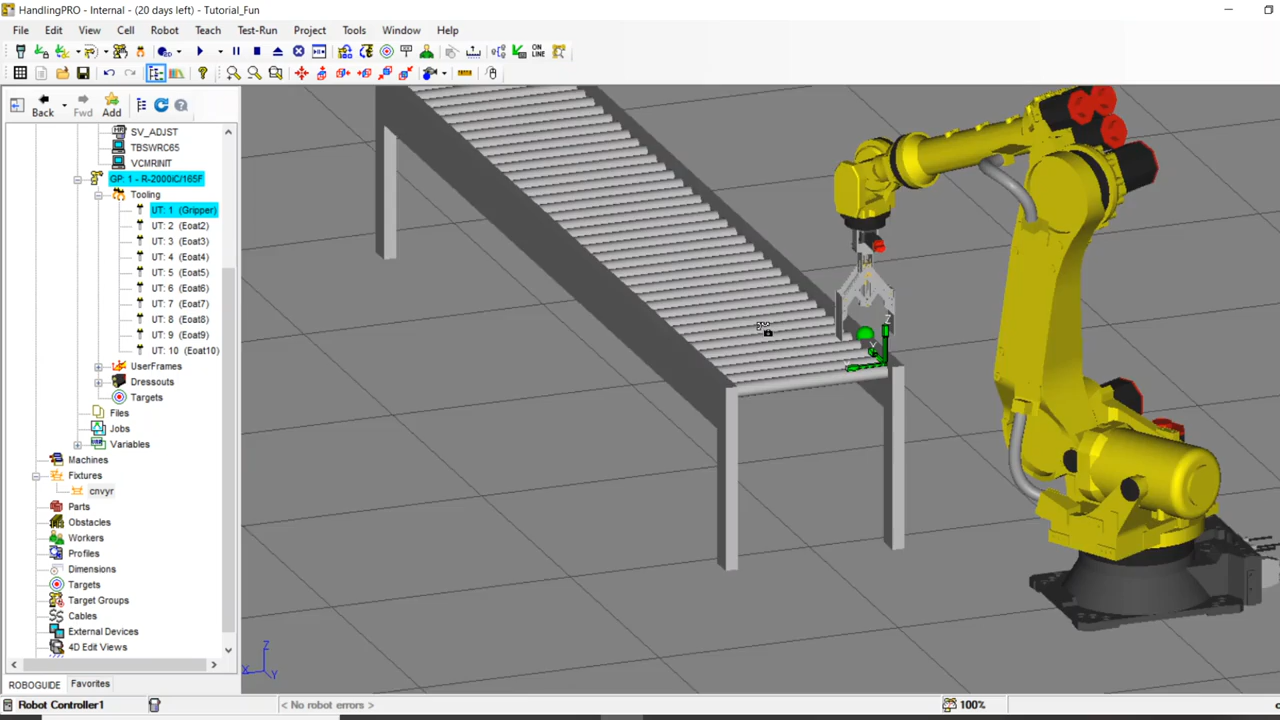 HandlingPRO - Internal - (20 days left) - Tutorial_Fun
File Edit View Cell Robot Teach Test-Run Project Tools Window Help
ON LINE
Back Fwd Add
SV_ADJST
TBSWRC65
VCMRINIT
GP: 1 - R-2000iC/165F
Tooling
UT: 1 (Gripper)
UT: 2 (Eoat2)
UT: 3 (Eoat3)
UT: 4 (Eoat4)
UT: 5 (Eoat5)
UT: 6 (Eoat6)
UT: 7 (Eoat7)
UT: 8 (Eoat8)
UT: 9 (Eoat9)
UT: 10 (Eoat10)
UserFrames
Dressouts
Targets
Files
Jobs
Variables
Machines
Fixtures
cnvyr
Parts
Obstacles
Workers
Profiles
Dimensions
Targets
Target Groups
Cables
External Devices
4D Edit Views
ROBOGUIDE Favorites
Z
Y
Z
X
Y
Robot Controller1
< No robot errors >
100%